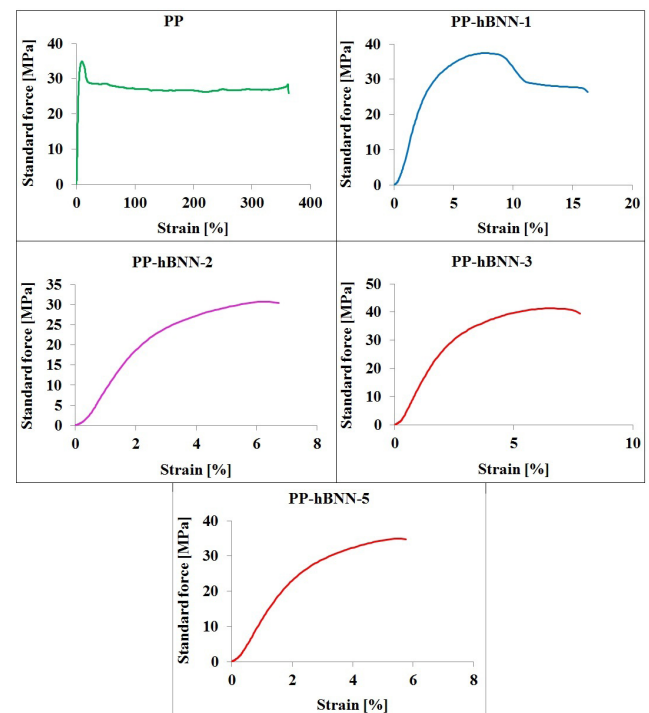 PP
Standard force [MPa]
40
30
20
10
0
0 100 200 300 400
Strain [%]
PP-hBNN-1
Standard force [MPa]
40
30
20
10
0
0 5 10 15 20
Strain [%]
PP-hBNN-2
Standard force [MPa]
35
30
25
20
15
10
5
0
0 2 4 6 8
Strain [%]
PP-hBNN-3
Standard force [MPa]
50
40
30
20
10
0
0 5 10
Strain [%]
PP-hBNN-5
Standard force [MPa]
40
30
20
10
0
0 2 4 6 8
Strain [%]